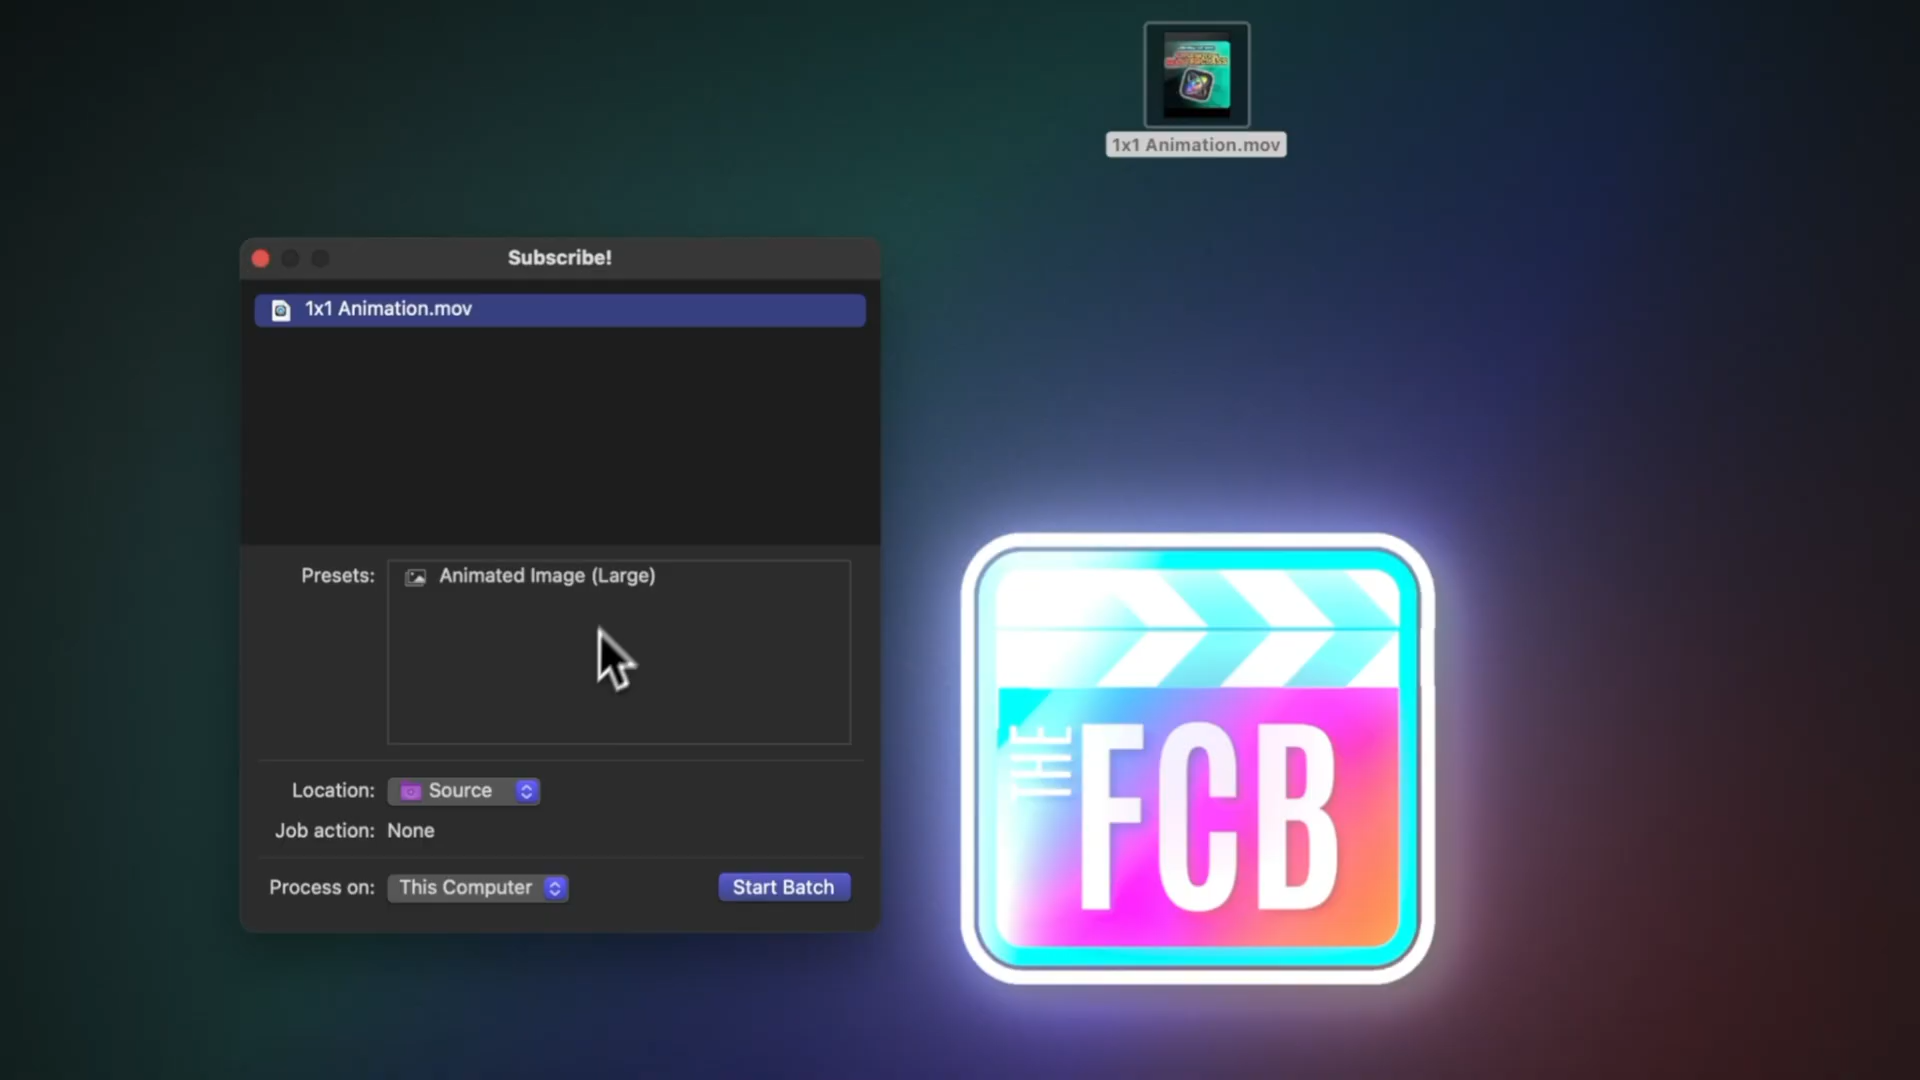 1x1 Animation.mov
Subscribe!
1x1 Animation.mov
Presets:
Animated Image (Large)
Location:
Source
Job action: None
Process on:
This Computer
Start Batch
THE FCB